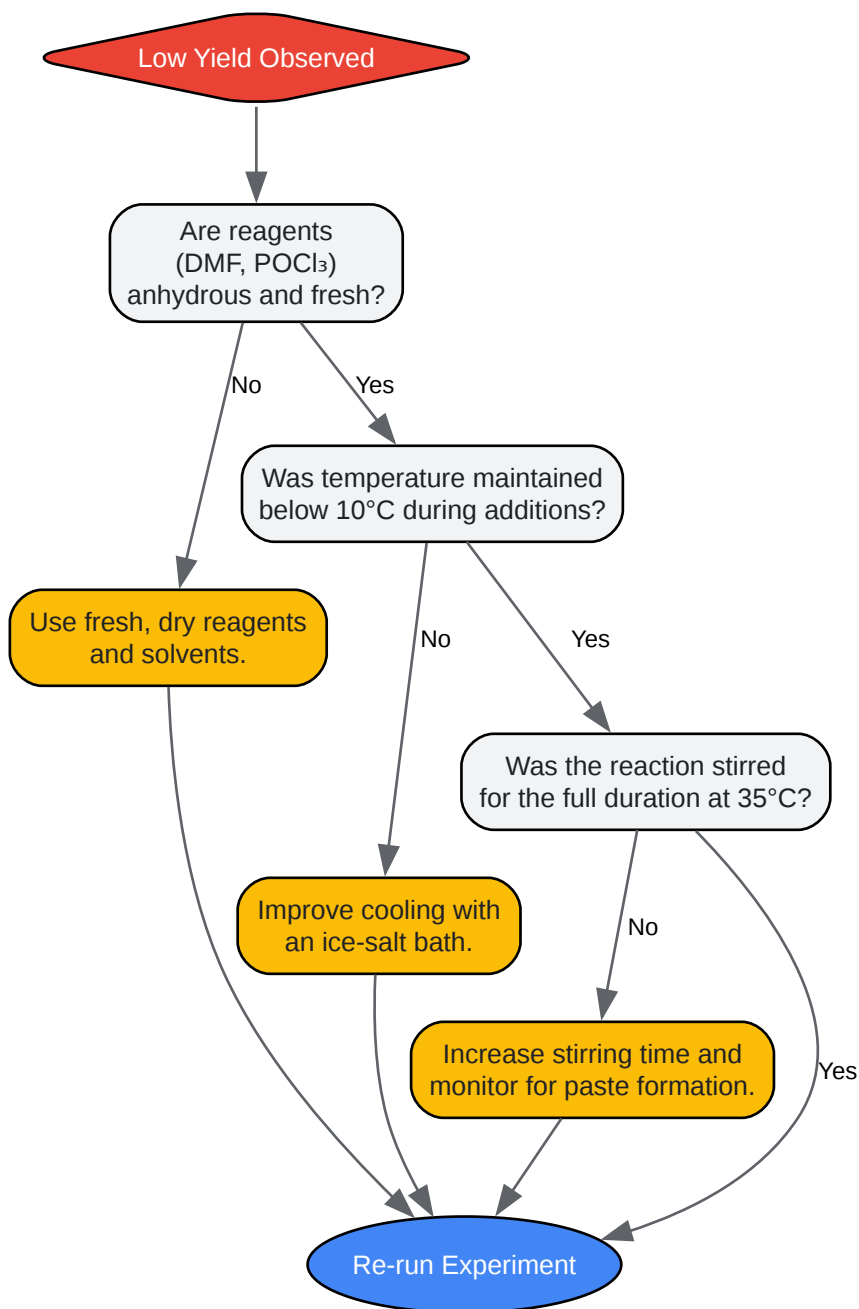 Low Yield Observed
Are reagents
(DMF, POCl₃)
anhydrous and fresh?
No
Yes
Was temperature maintained
below 10°C during additions?
Use fresh, dry reagents
and solvents.
No
Yes
Was the reaction stirred
for the full duration at 35°C?
Improve cooling with
an ice-salt bath.
No
Increase stirring time and
monitor for paste formation.
Yes
Re-run Experiment